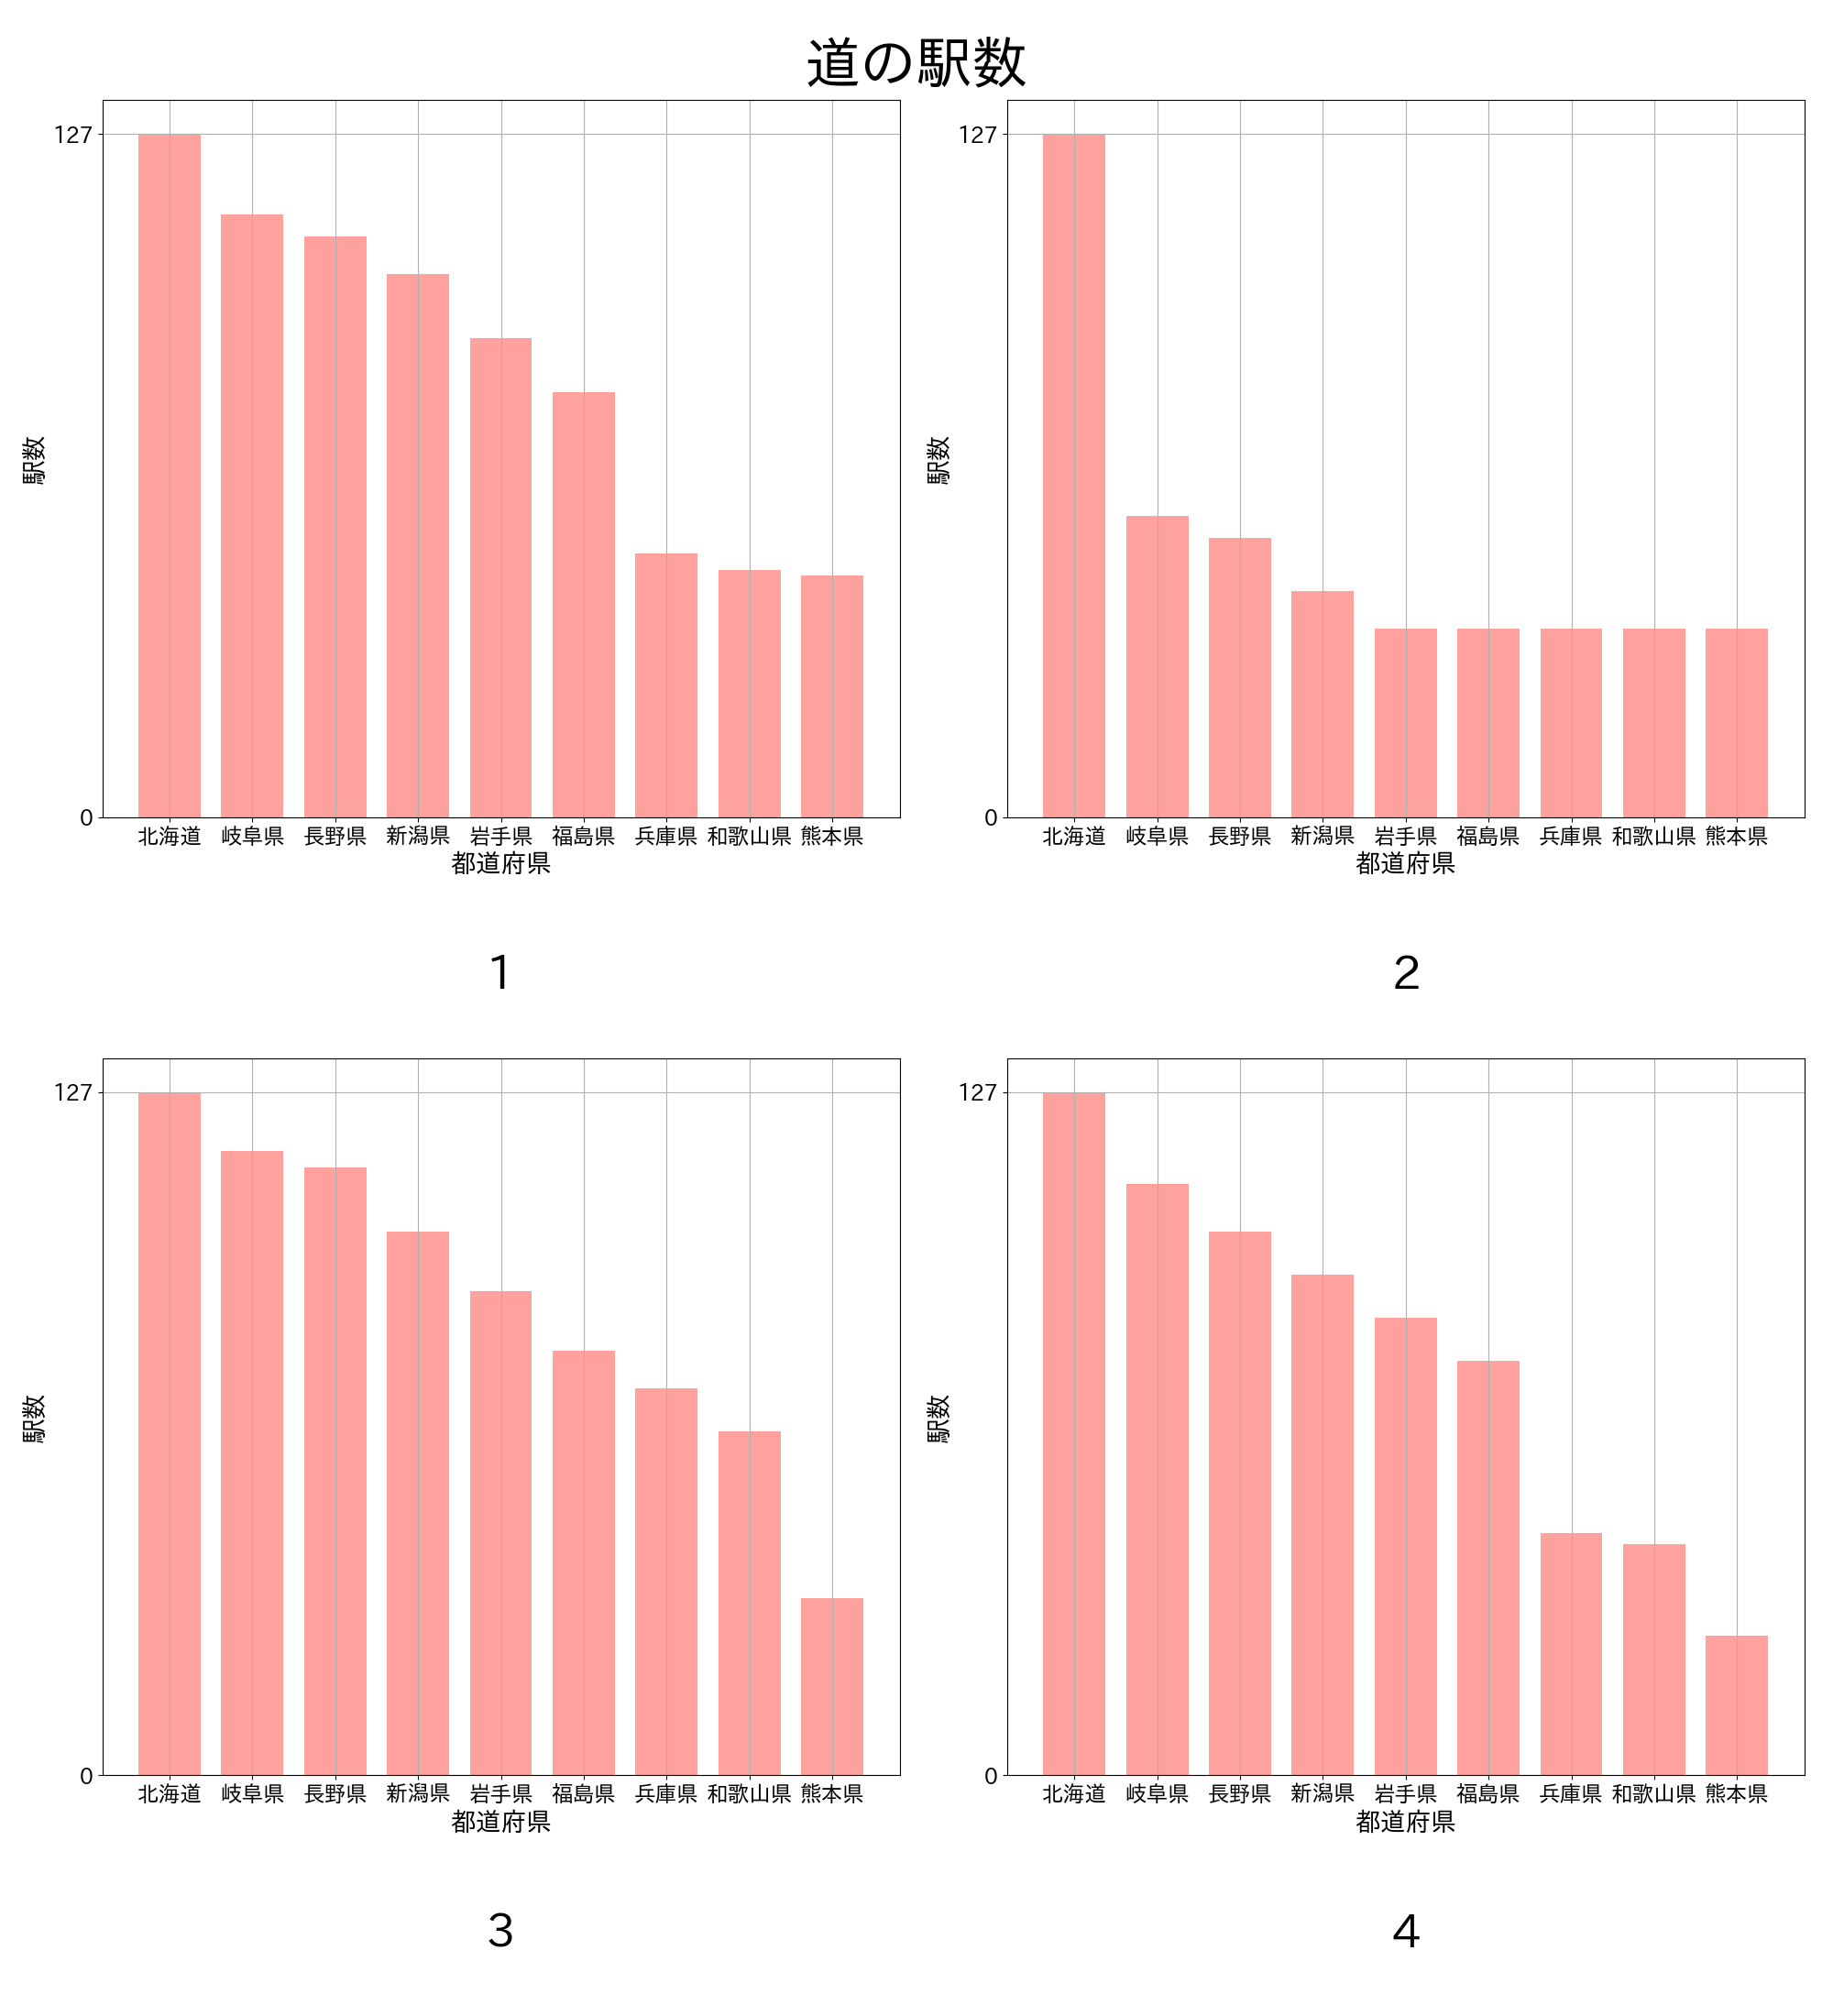 道の駅数
127
0
駅数
北海道 岐阜県 長野県 新潟県 岩手県 福島県 兵庫県 和歌山県 熊本県
都道府県
1
127
0
駅数
北海道 岐阜県 長野県 新潟県 岩手県 福島県 兵庫県 和歌山県 熊本県
都道府県
2
127
0
駅数
北海道 岐阜県 長野県 新潟県 岩手県 福島県 兵庫県 和歌山県 熊本県
都道府県
3
127
0
駅数
北海道 岐阜県 長野県 新潟県 岩手県 福島県 兵庫県 和歌山県 熊本県
都道府県
4